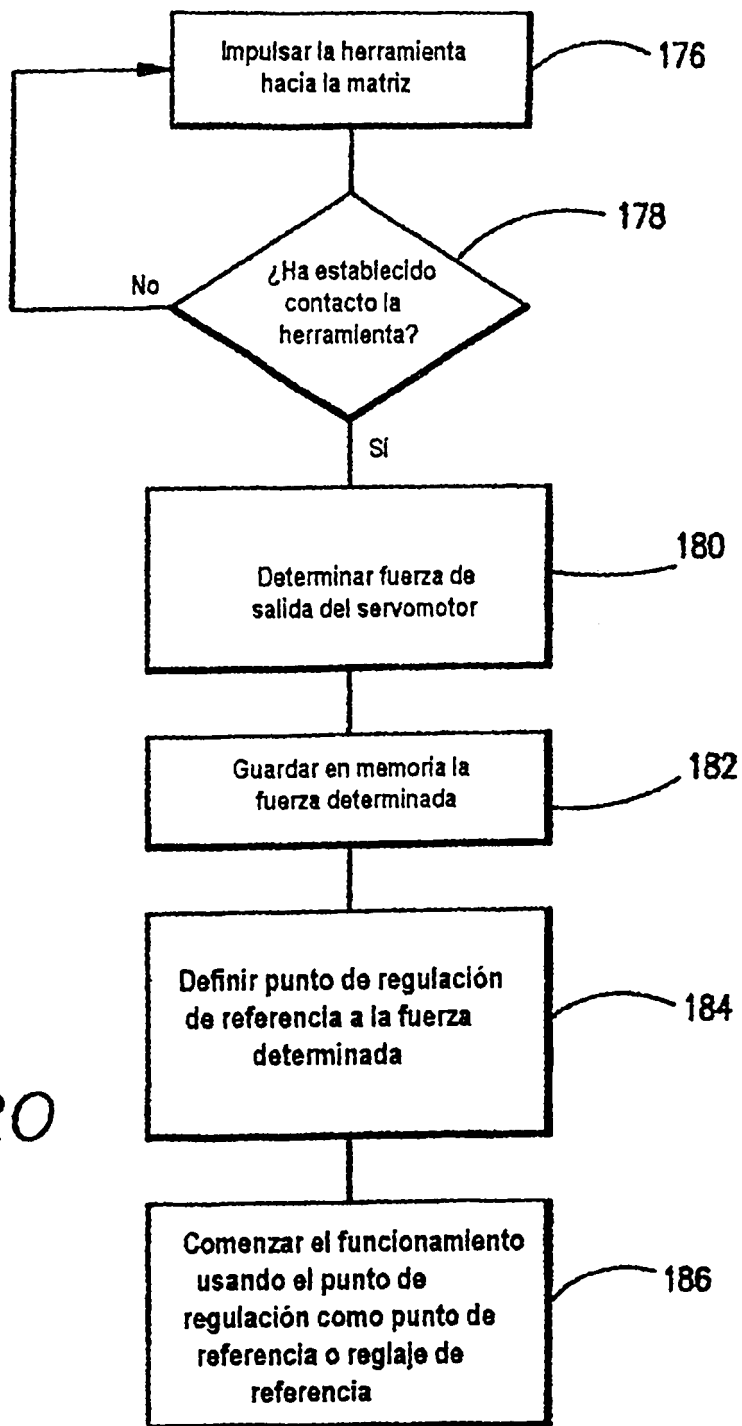 Impulsar la herramienta
hacia la matriz
176
178
¿Ha establecido
contacto la
herramienta?
No
Sí
180
Determinar fuerza de
salida del servomotor
Guardar en memoria la
fuerza determinada
182
Definir punto de regulación
de referencia a la fuerza
determinada
184
Comenzar el funcionamiento
usando el punto de
regulación como punto de
referencia o reglaje de
referencia
186